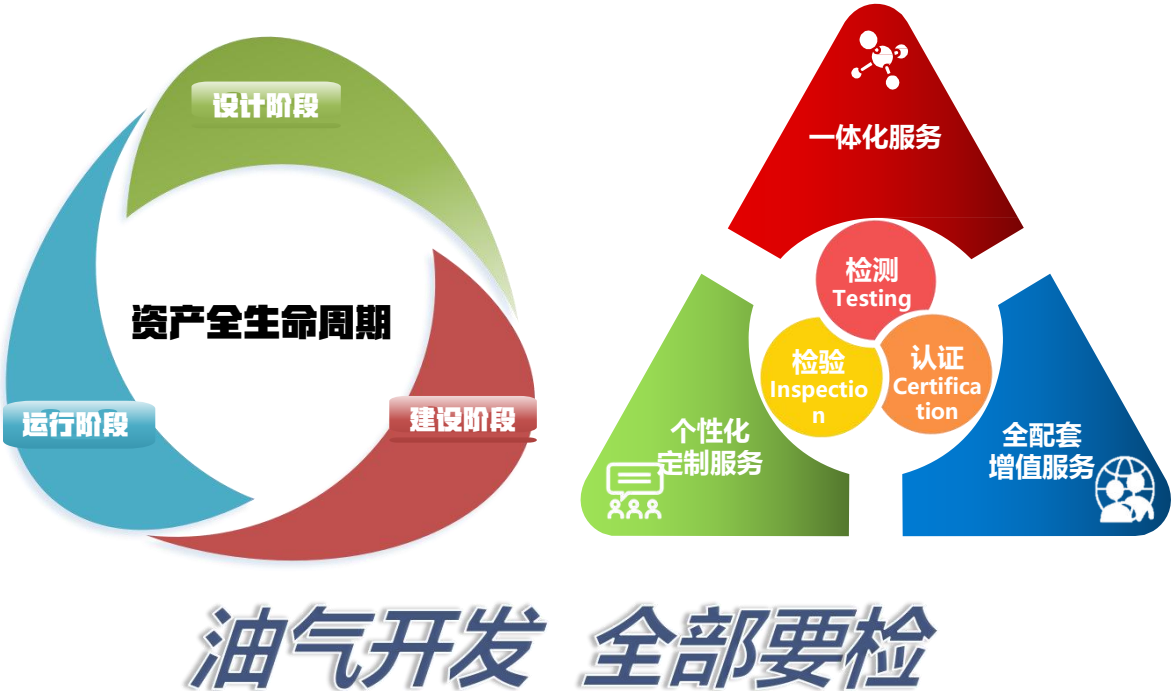 设计阶段
资产全生命周期
运行阶段
建设阶段
一体化服务
检测
Testing
检验
Inspectio
n
认证
Certifica
tion
个性化
定制服务
全配套
增值服务
油气开发 全部要检